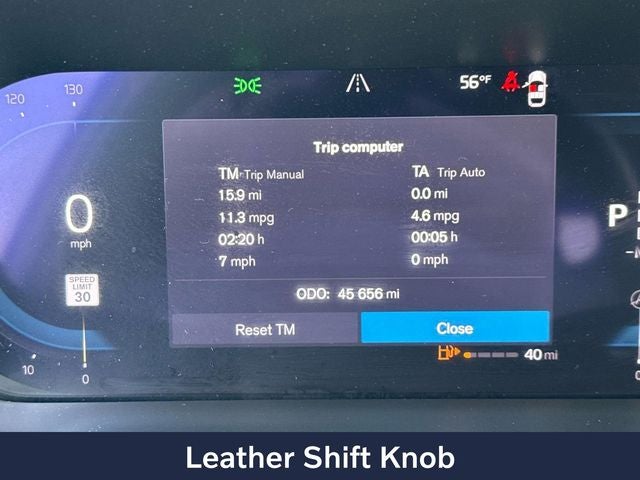 120
130
56°F
Trip computer
TM Trip Manual
TA Trip Auto
15.9 mi
0.0 mi
11.3 mpg
4.6 mpg
02:20 h
00:05 h
7 mph
0 mph
ODO: 45 656 mi
Reset TM
Close
0
mph
SPEED
LIMIT
30
P
10
0
40 mi
Leather Shift Knob